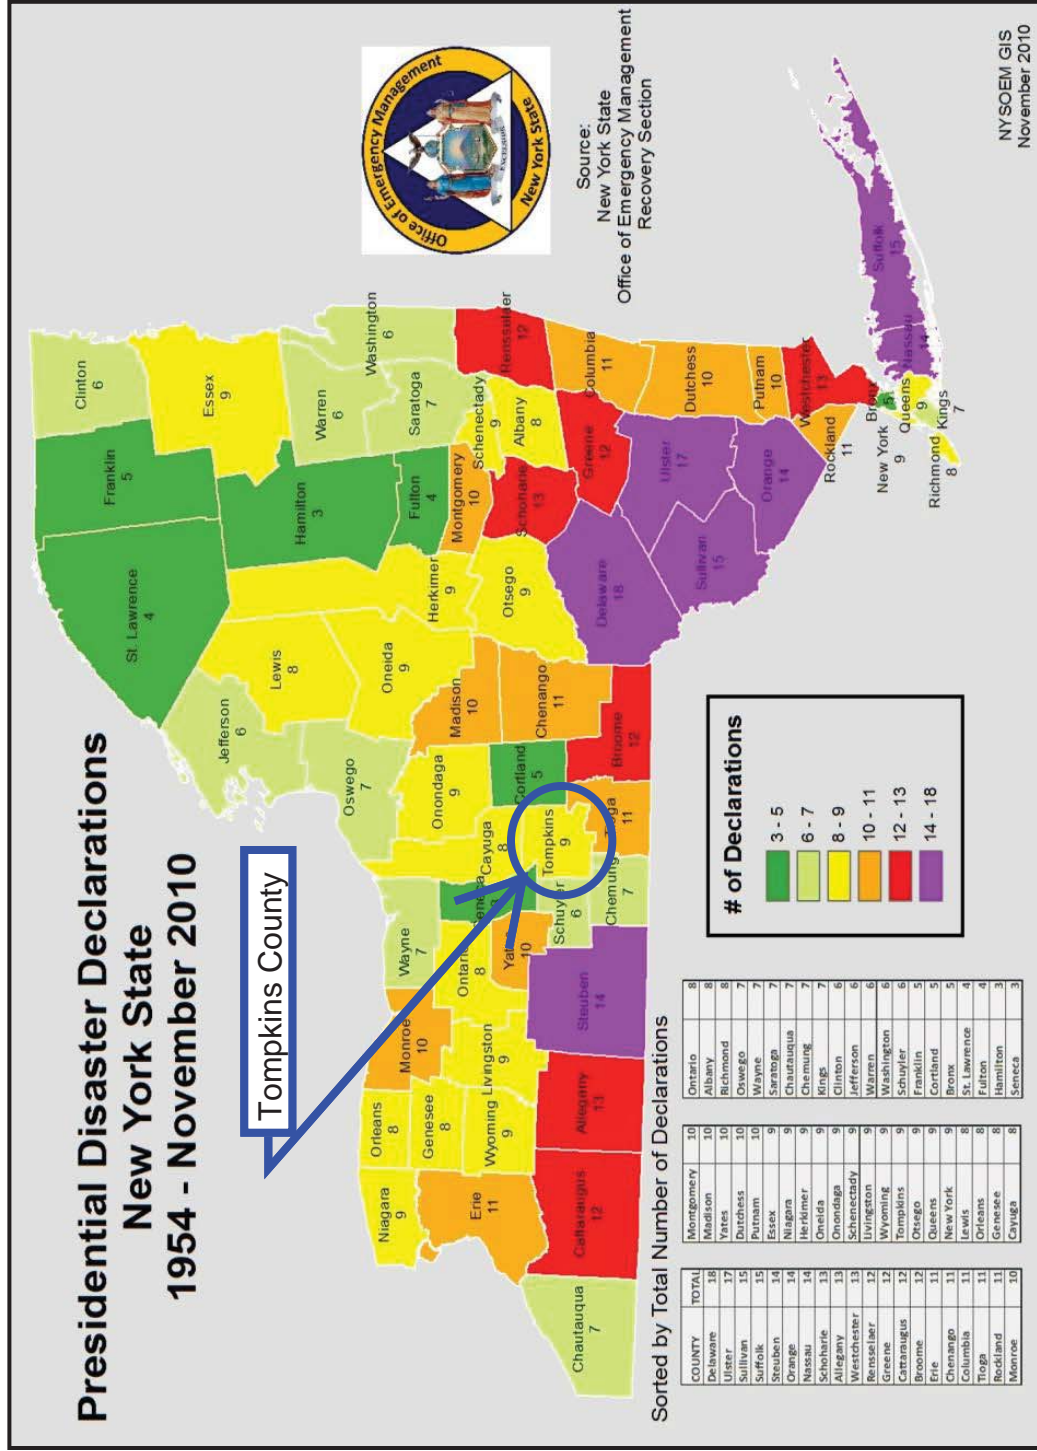 Presidential Disaster Declarations
New York State
1954 - November 2010
Tompkins County
Office of Emergency Management
New York State
EXCELSIOR
Source:
New York State
Office of Emergency Management
Recovery Section
Clinton
6
Franklin
5
St. Lawrence
4
Essex
9
Hamilton
3
Warren
6
Washington
6
Saratoga
7
Fulton
4
Herkimer
9
Lewis
8
Jefferson
6
Oswego
7
Oneida
9
Montgomery
10
Schenectady
9
Albany
8
Rensselaer
12
Schoharie
13
Otsego
9
Madison
10
Chenango
11
Onondaga
9
Cortland
5
Cayuga
8
Tompkins
9
Tioga
11
Broome
12
Chemung
7
Schuyler
6
Seneca
3
Wayne
7
Ontario
8
Yates
10
Steuben
14
Monroe
10
Livingston
9
Orleans
8
Genesee
8
Wyoming
9
Allegany
13
Niagara
9
Erie
11
Cattaraugus
12
Chautauqua
7
Delaware
18
Greene
12
Columbia
11
Ulster
17
Dutchess
10
Sullivan
15
Orange
14
Putnam
10
Westchester
13
Rockland
11
Bronx
5
New York
9
Queens
9
Kings
7
Richmond
8
Nassau
14
Suffolk
15
# of Declarations
3 - 5
6 - 7
8 - 9
10 - 11
12 - 13
14 - 18
Sorted by Total Number of Declarations
COUNTY TOTAL
Delaware 18
Ulster 17
Sullivan 15
Suffolk 15
Steuben 14
Orange 14
Nassau 14
Schoharie 13
Allegany 13
Westchester 13
Rensselaer 12
Greene 12
Cattaraugus 12
Broome 12
Erie 11
Chenango 11
Columbia 11
Tioga 11
Rockland 11
Monroe 10
Montgomery 10
Madison 10
Yates 10
Dutchess 10
Putnam 10
Essex 9
Niagara 9
Herkimer 9
Oneida 9
Onondaga 9
Schenectady 9
Livingston 9
Wyoming 9
Tompkins 9
Otsego 9
Queens 9
New York 9
Lewis 8
Orleans 8
Genesee 8
Cayuga 8
Ontario 8
Albany 8
Richmond 8
Oswego 7
Wayne 7
Saratoga 7
Chautauqua 7
Chemung 7
Kings 7
Clinton 6
Jefferson 6
Warren 6
Washington 6
Schuyler 6
Franklin 5
Cortland 5
Bronx 5
St. Lawrence 4
Fulton 4
Hamilton 3
Seneca 3
NYSOEM GIS
November 2010